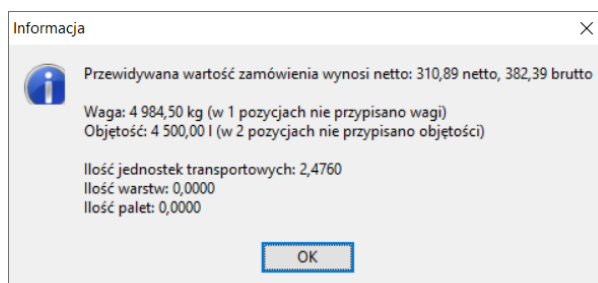 Informacja
Przewidywana wartość zamówienia wynosi netto: 310,89 netto, 382,39 brutto
Waga: 4 984,50 kg (w 1 pozycjach nie przypisano wagi)
Objętość: 4 500,00 l (w 2 pozycjach nie przypisano objętości)
Ilość jednostek transportowych: 2,4760
Ilość warstw: 0,0000
Ilość palet: 0,0000
OK